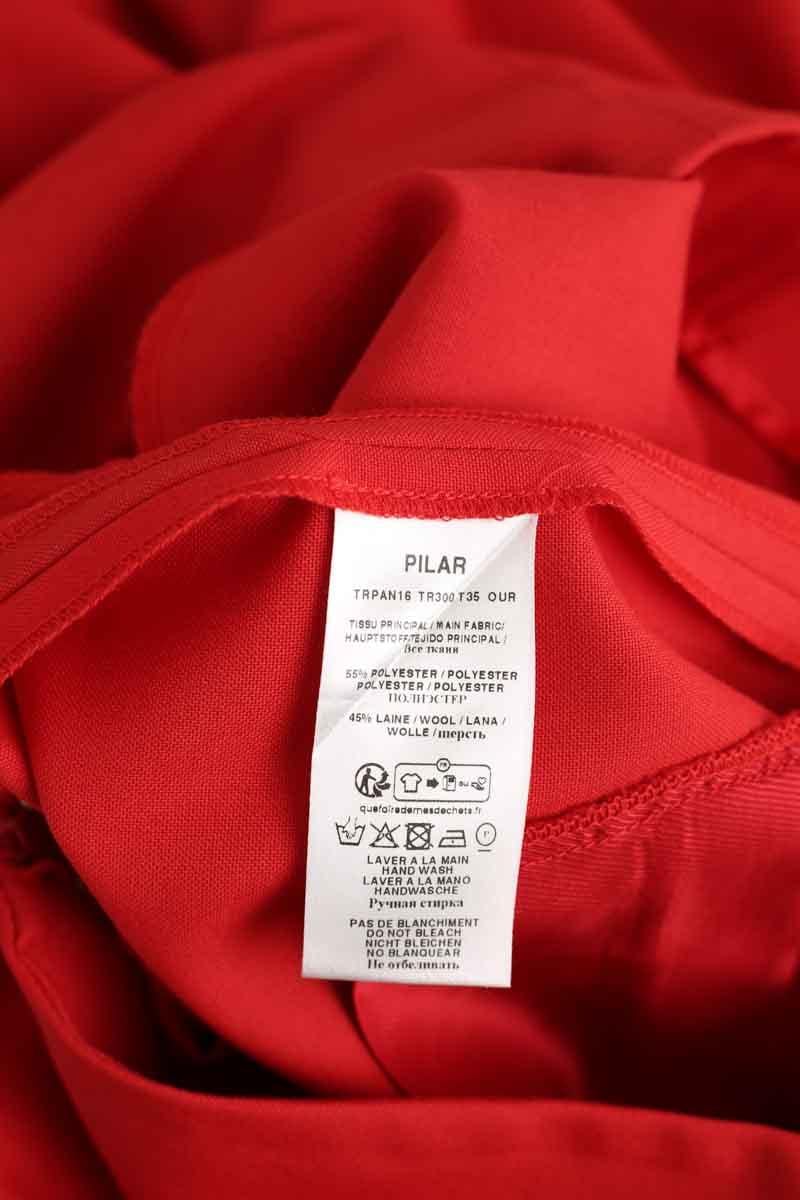 PILAR
TRPAN16 TR300 T35 OUR
TISSU PRINCIPAL / MAIN FABRIC/
HAUPTSTOFF/TEJIDO PRINCIPAL /
Все ткани
55% POLYESTER / POLYESTER
POLYESTER / POLYESTER
ПОЛИЭСТЕР
45% LAINE / WOOL / LANA /
WOLLE / шерсть
FR
ou
quefairedemesdechets.fr
P
LAVER A LA MAIN
HAND WASH
LAVER A LA MANO
HANDWASCHE
Ручная стирка
PAS DE BLANCHIMENT
DO NOT BLEACH
NICHT BLEICHEN
NO BLANQUEAR
Не отбеливать